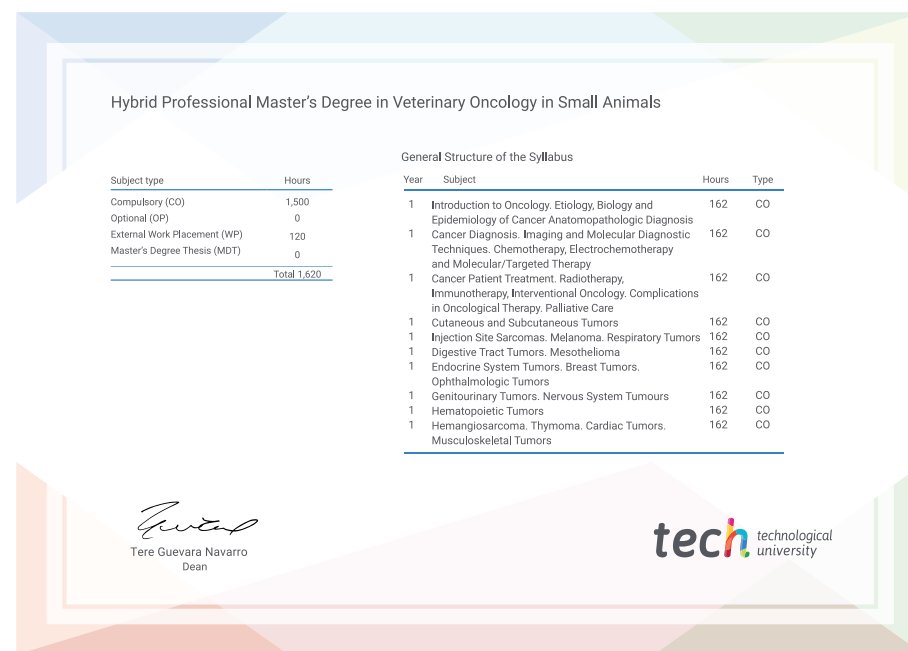 Hybrid Professional Master's Degree in Veterinary Oncology in Small Animals
Subject type Hours
Compulsory (CO) 1,500
Optional (OP) 0
External Work Placement (WP) 120
Master's Degree Thesis (MDT) 0
Total 1,620
General Structure of the Syllabus
Year Subject Hours Type
1 Introduction to Oncology. Etiology, Biology and 162 CO
Epidemiology of Cancer Anatomopathologic Diagnosis
1 Cancer Diagnosis. Imaging and Molecular Diagnostic 162 CO
Techniques. Chemotherapy, Electrochemotherapy
and Molecular/Targeted Therapy
1 Cancer Patient Treatment. Radiotherapy, 162 CO
Immunotherapy, Interventional Oncology. Complications
in Oncological Therapy. Palliative Care
1 Cutaneous and Subcutaneous Tumors 162 CO
1 Injection Site Sarcomas. Melanoma. Respiratory Tumors 162 CO
1 Digestive Tract Tumors. Mesothelioma 162 CO
1 Endocrine System Tumors. Breast Tumors. 162 CO
Ophthalmologic Tumors
1 Genitourinary Tumors. Nervous System Tumours 162 CO
1 Hematopoietic Tumors 162 CO
1 Hemangiosarcoma. Thymoma. Cardiac Tumors. 162 CO
Musculoskeletal Tumors
Tere Guevara Navarro
Dean
tech technological
university